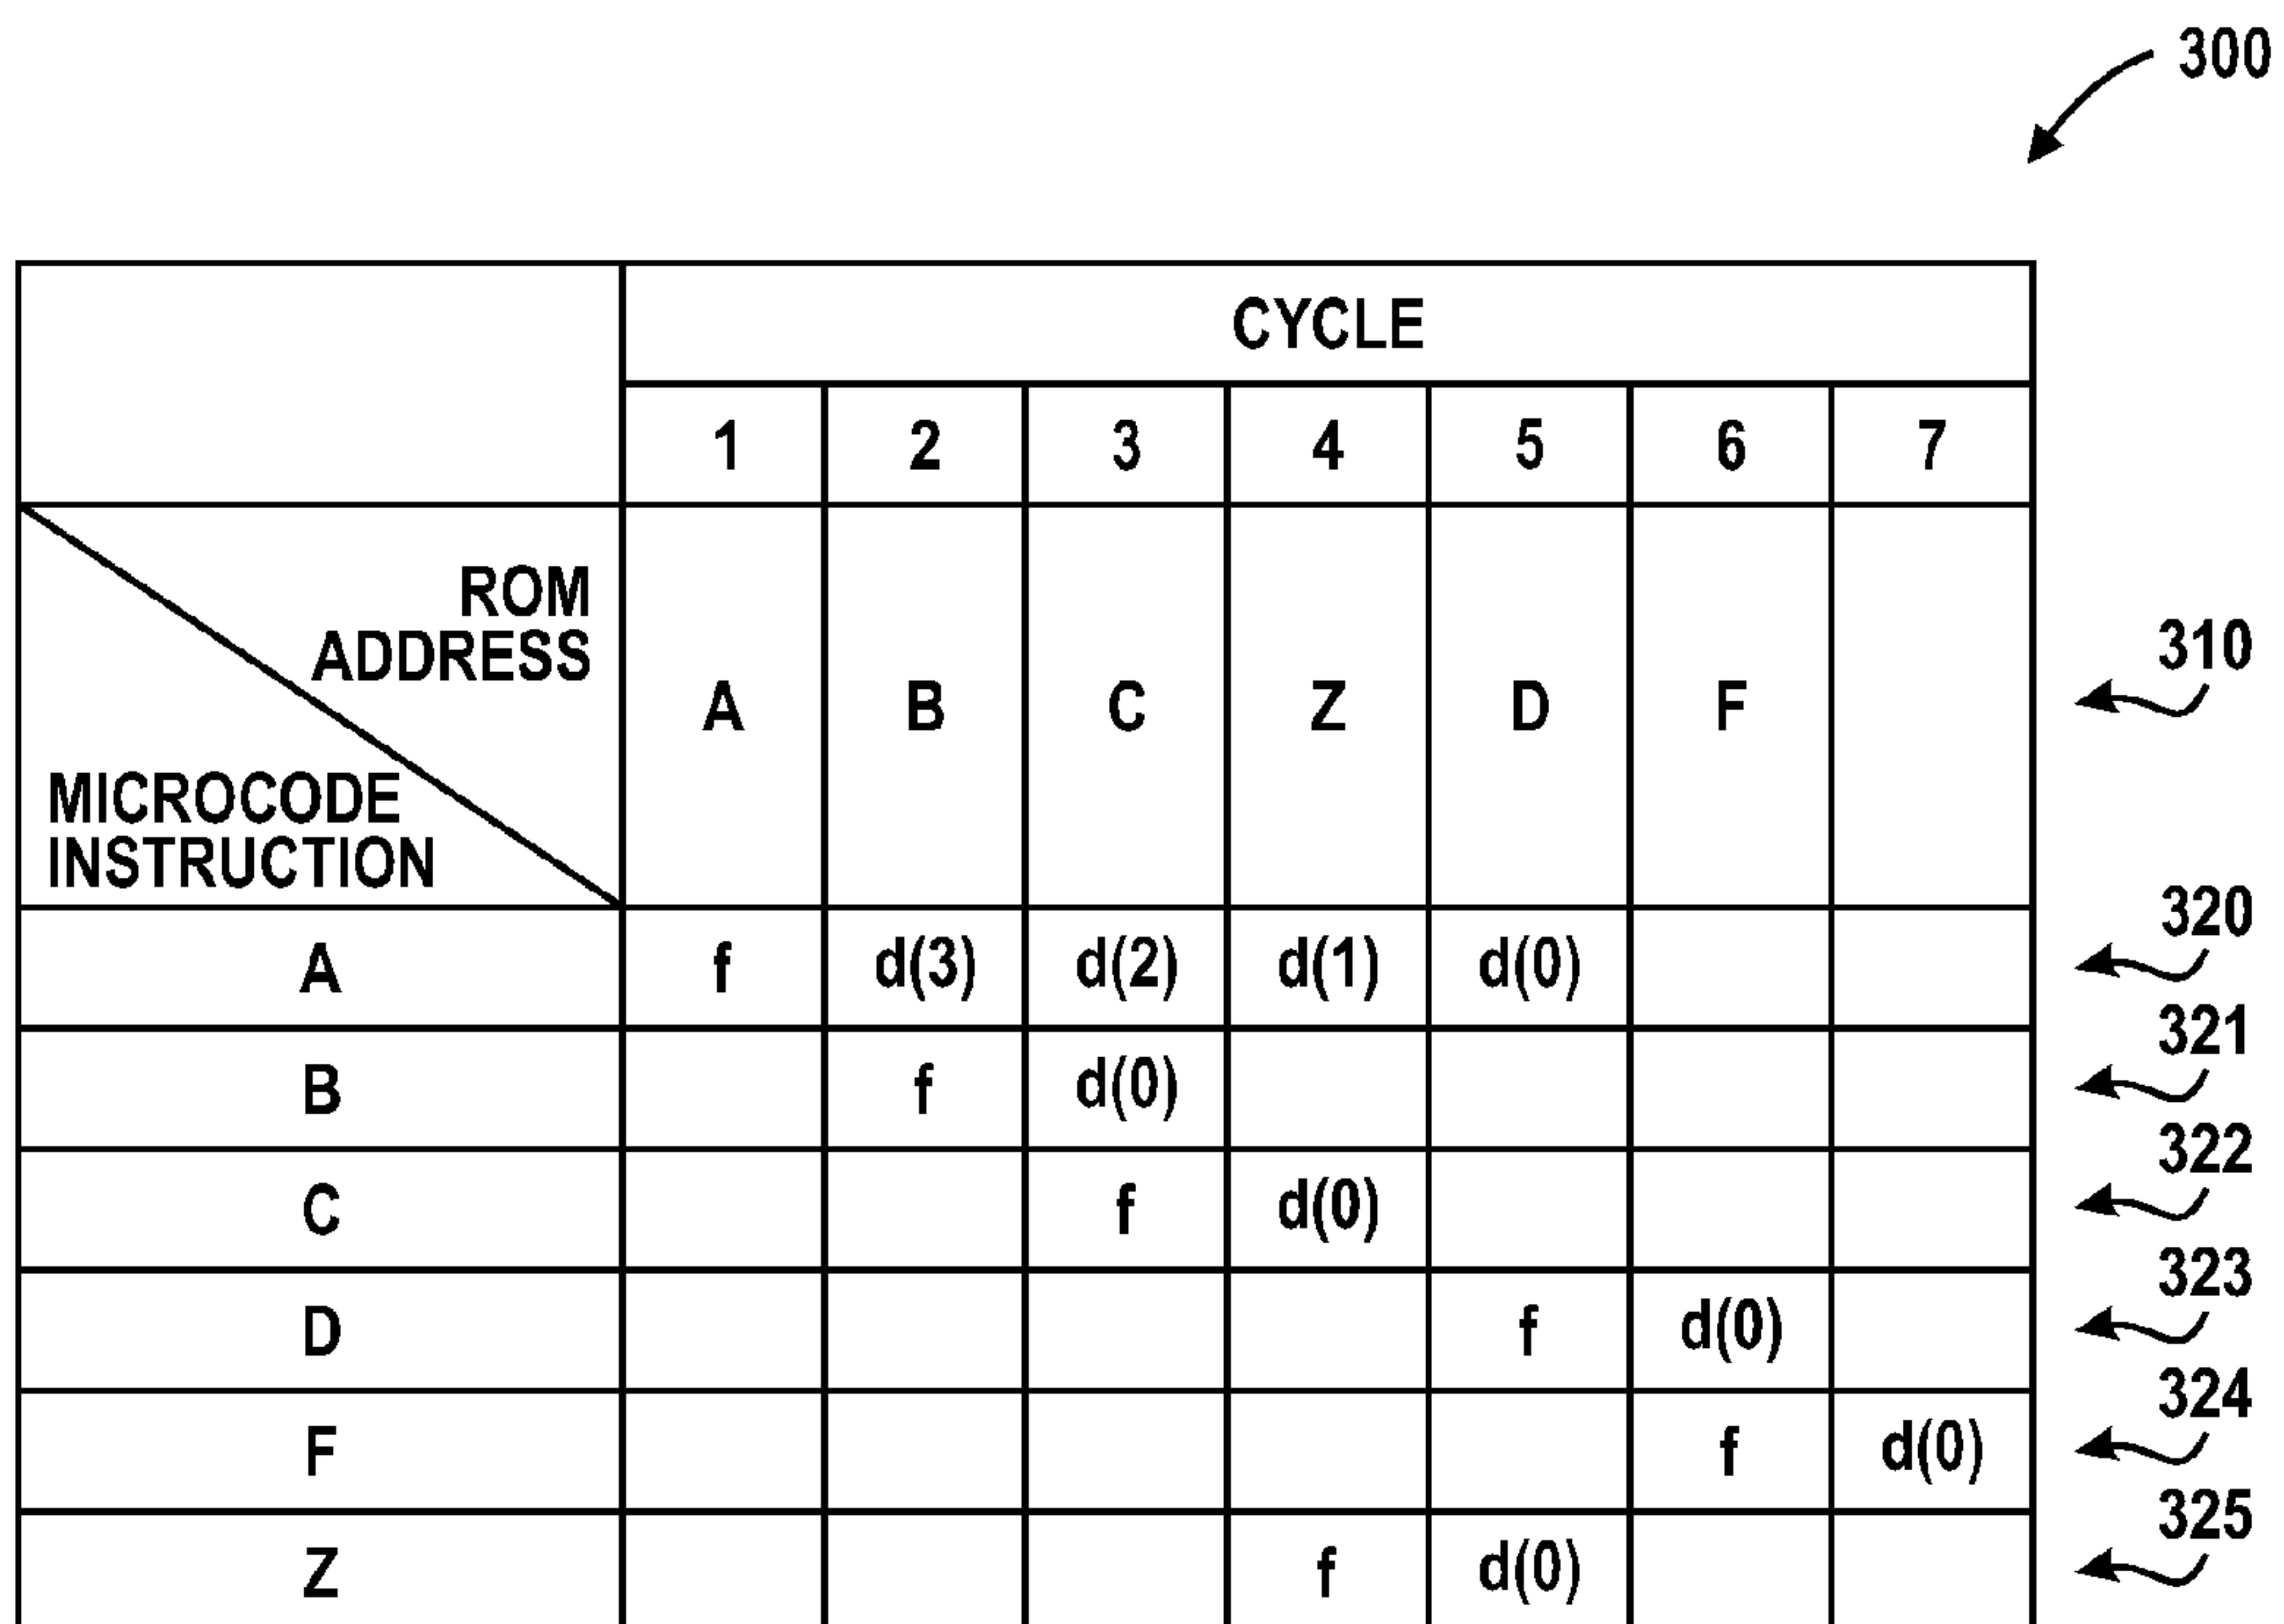 300
CYCLE
1 2 3 4 5 6 7
ROM
ADDRESS
MICROCODE
INSTRUCTION
A B C Z D F
310
A f d(3) d(2) d(1) d(0)
320
B f d(0)
321
C f d(0)
322
D f d(0)
323
F f d(0)
324
Z f d(0)
325